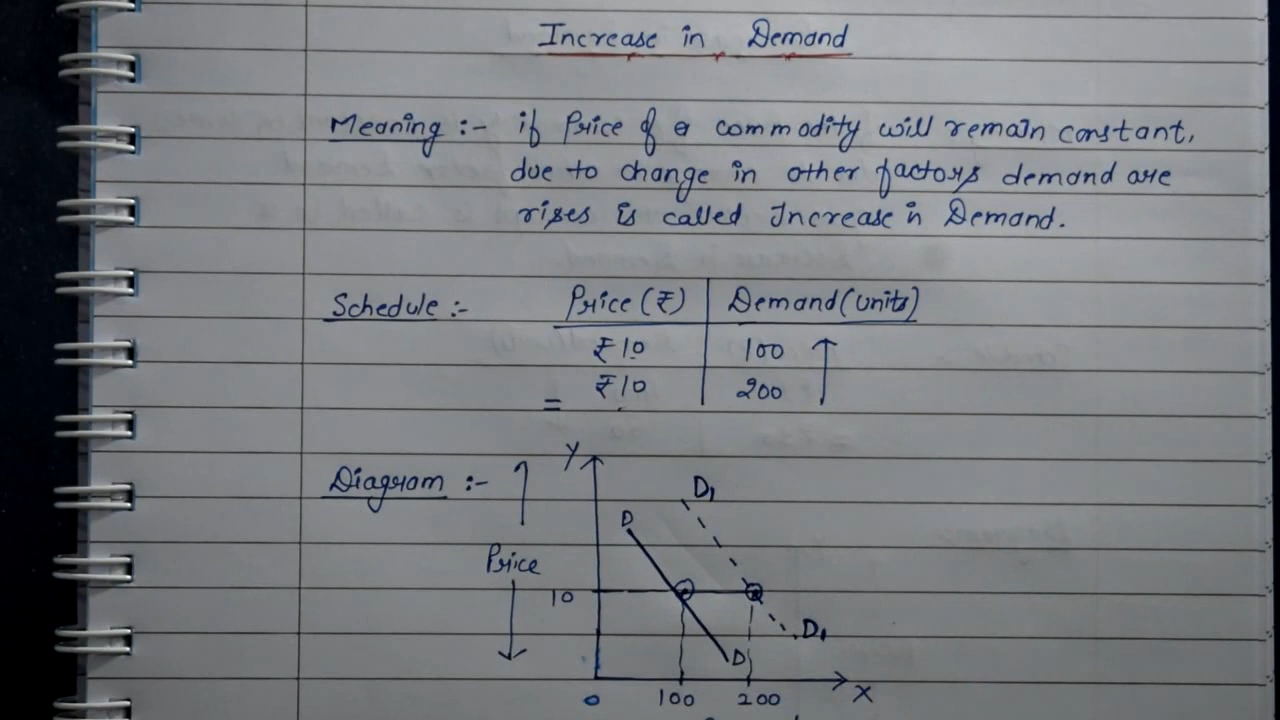 Increase in Demand
Meaning :- if Price of a commodity will remain constant,
due to change in other factors demand are
rises is called Increase in Demand.
Schedule :- Price (₹) Demand (units)
₹10 100
₹10 200
=
Diagram :- Y
D₁
D
Price
10
D₁
D
0 100 200 X